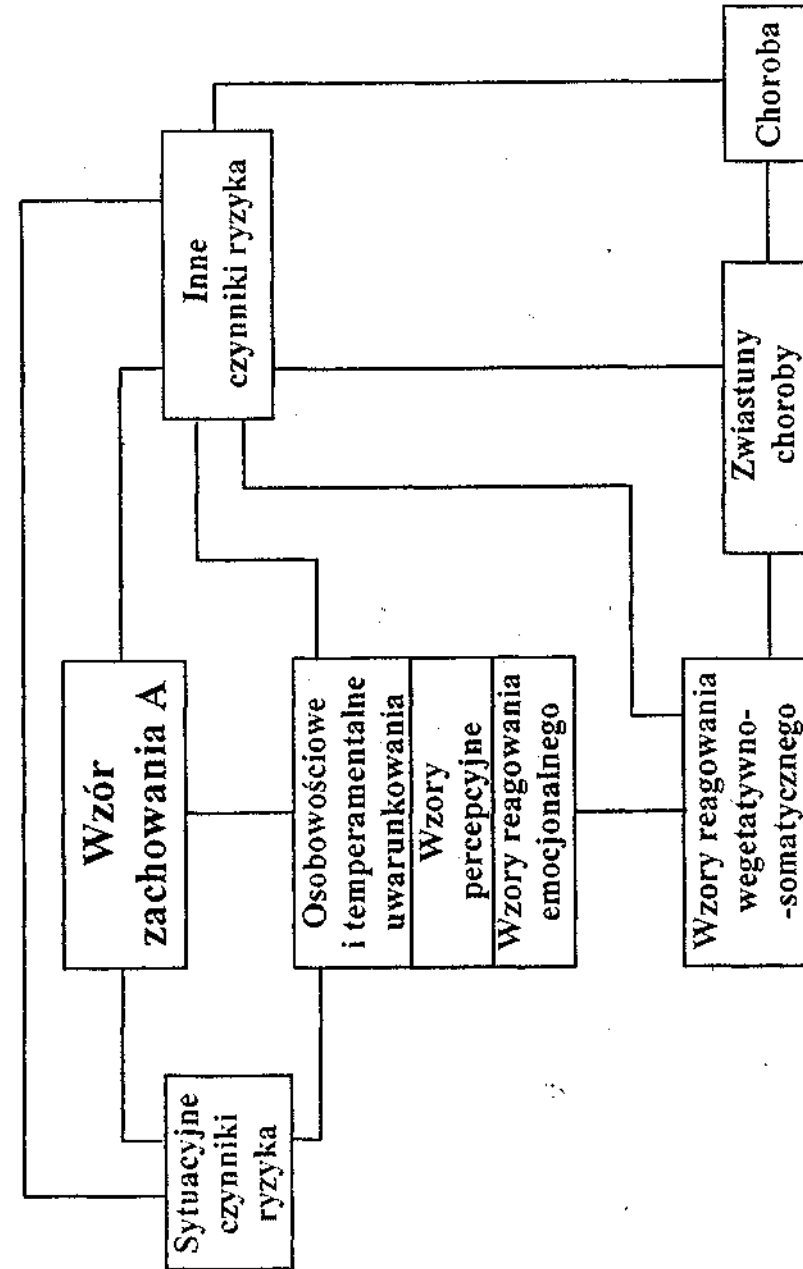 Wzór
zachowania A
Sytuacyjne
czynniki
ryzyka
Inne
czynniki ryzyka
Osobowościowe
i temperamentalne
uwarunkowania
Wzory
percepcyjne
Wzory reagowania
emocjonalnego
Wzory reagowania
wegetatywno-
-somatycznego
Zwiastuny
choroby
Choroba